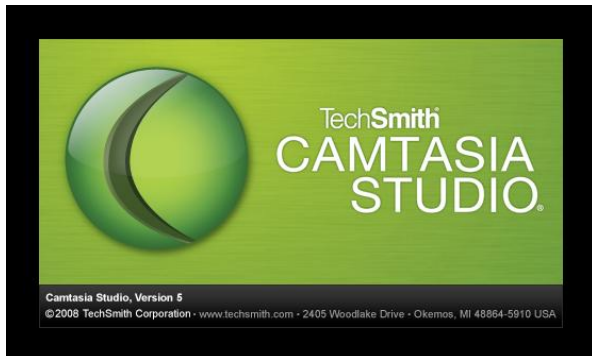 TechSmith
CAMTASIA
STUDIO®
Camtasia Studio, Version 5
©2008 TechSmith Corporation - www.techsmith.com - 2405 Woodlake Drive - Okemos, MI 48864-5910 USA